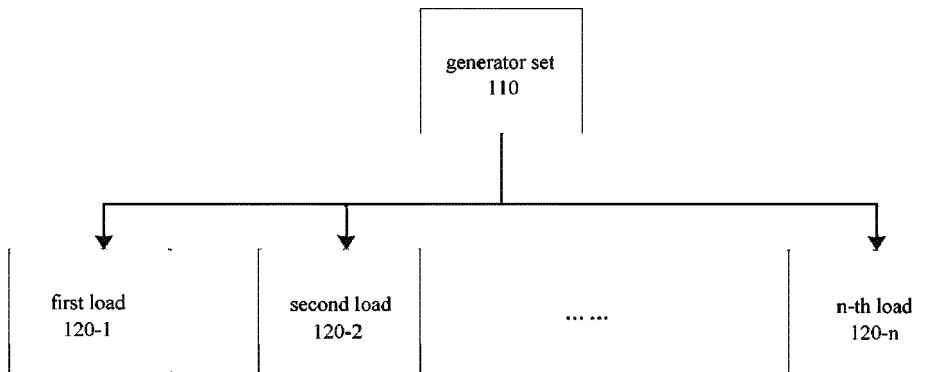 generator set
110
first load
120-1
second load
120-2
... ...
n-th load
120-n